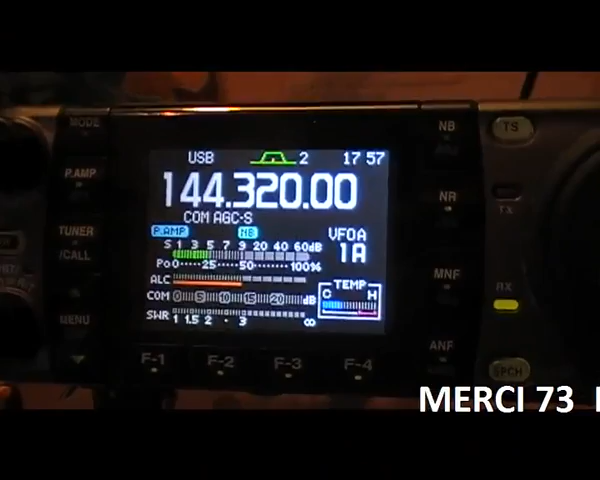 MODE
NB
TS
USB 2 17 57
P.AMP
144.320.00
NR
COM AGC-S
TX
P.AMP NB VFOA
TUNER
/CALL
S 1 3 5 7 9 20 40 60dB 1A
Po 0 25 50 100%
ALC TEMP
MNF
COM 0 5 10 15 20 dB C H
RX
SWR 1 1.5 2 3 ∞
MENU
ANF
F-1 F-2 F-3 F-4
SPCH
MERCI 73